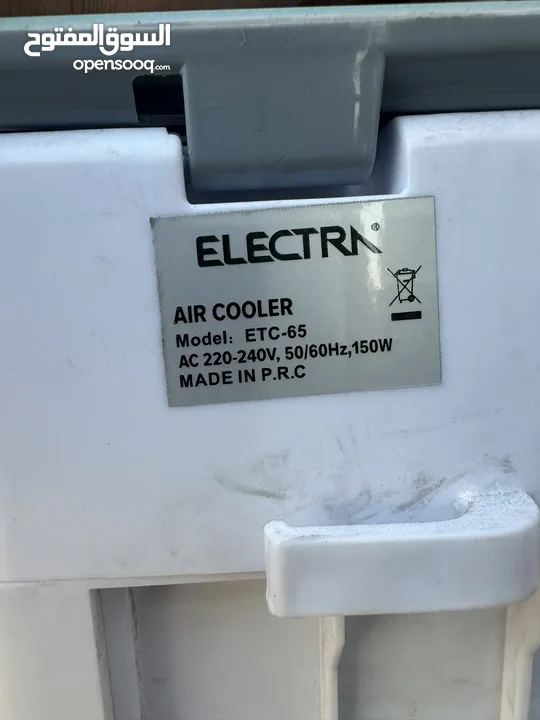 السوق المفتوح
opensooq.com
ELECTRA®
AIR COOLER
Model: ETC-65
AC 220-240V, 50/60Hz,150W
MADE IN P.R.C